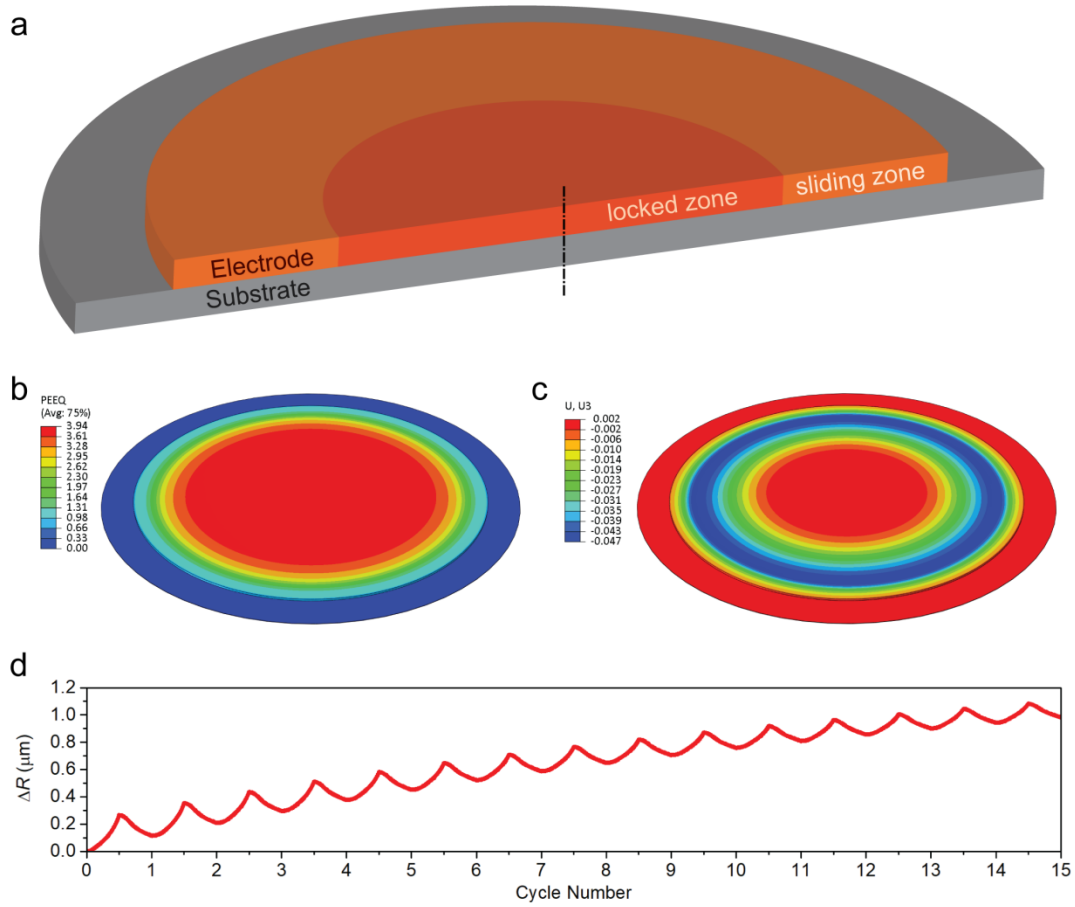 a
locked zone
sliding zone
Electrode
Substrate
b
PEEQ
(Avg: 75%)
3.94
3.61
3.28
2.95
2.62
2.30
1.97
1.64
1.31
0.98
0.66
0.33
0.00
c
U, U3
0.002
-0.002
-0.006
-0.010
-0.014
-0.019
-0.023
-0.027
-0.031
-0.035
-0.039
-0.043
-0.047
d
1.2
1.0
0.8
0.6
0.4
0.2
0.0
ΔR (μm)
0 1 2 3 4 5 6 7 8 9 10 11 12 13 14 15
Cycle Number